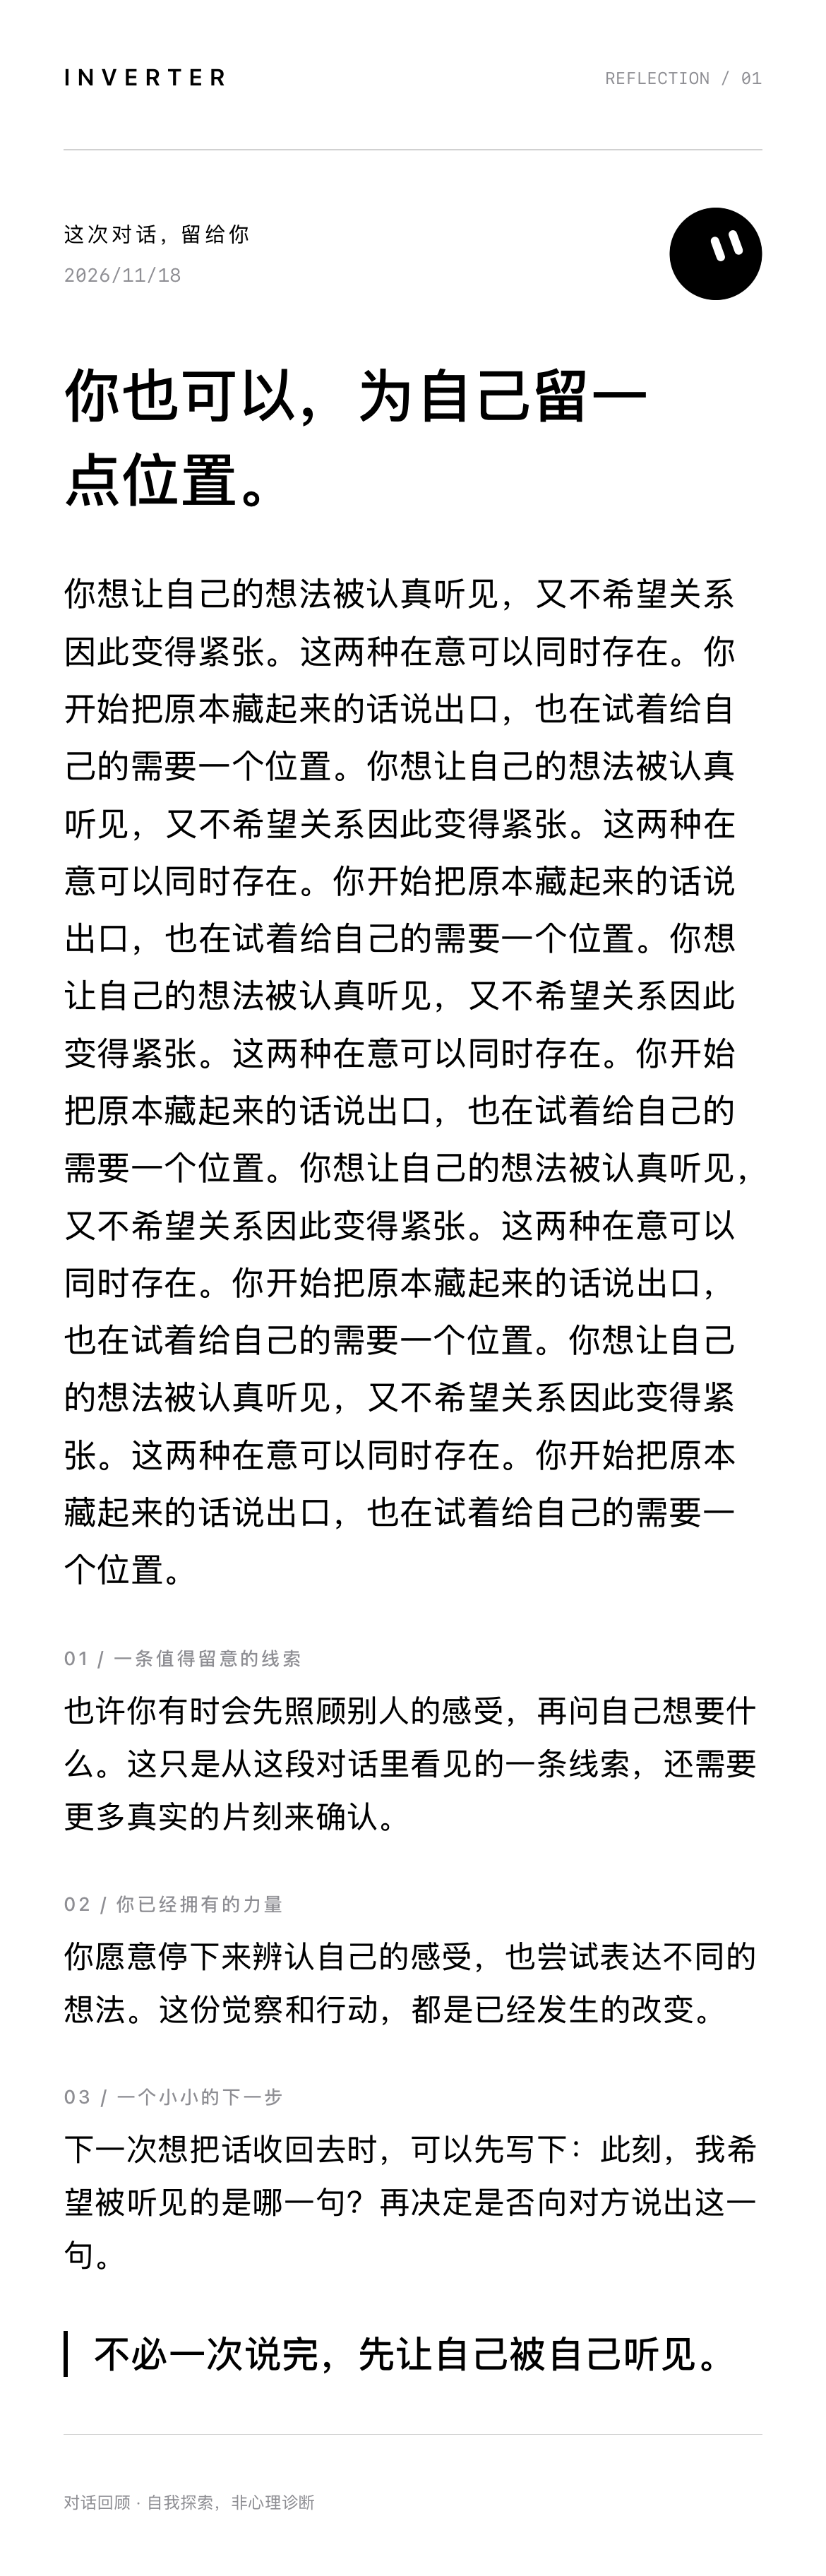 INVERTER
REFLECTION / 01
这次对话，留给你
2026/11/18
你也可以，为自己留一
点位置。
你想让自己的想法被认真听见，又不希望关系
因此变得紧张。这两种在意可以同时存在。你
开始把原本藏起来的话说出口，也在试着给自
己的需要一个位置。你想让自己的想法被认真
听见，又不希望关系因此变得紧张。这两种在
意可以同时存在。你开始把原本藏起来的话说
出口，也在试着给自己的需要一个位置。你想
让自己的想法被认真听见，又不希望关系因此
变得紧张。这两种在意可以同时存在。你开始
把原本藏起来的话说出口，也在试着给自己的
需要一个位置。你想让自己的想法被认真听见，
又不希望关系因此变得紧张。这两种在意可以
同时存在。你开始把原本藏起来的话说出口，
也在试着给自己的需要一个位置。你想让自己
的想法被认真听见，又不希望关系因此变得紧
张。这两种在意可以同时存在。你开始把原本
藏起来的话说出口，也在试着给自己的需要一
个位置。
01 / 一条值得留意的线索
也许你有时会先照顾别人的感受，再问自己想要什
么。这只是从这段对话里看见的一条线索，还需要
更多真实的片刻来确认。
02 / 你已经拥有的力量
你愿意停下来辨认自己的感受，也尝试表达不同的
想法。这份觉察和行动，都是已经发生的改变。
03 / 一个小小的下一步
下一次想把话收回去时，可以先写下：此刻，我希
望被听见的是哪一句？再决定是否向对方说出这一
句。
不必一次说完，先让自己被自己听见。
对话回顾 · 自我探索，非心理诊断